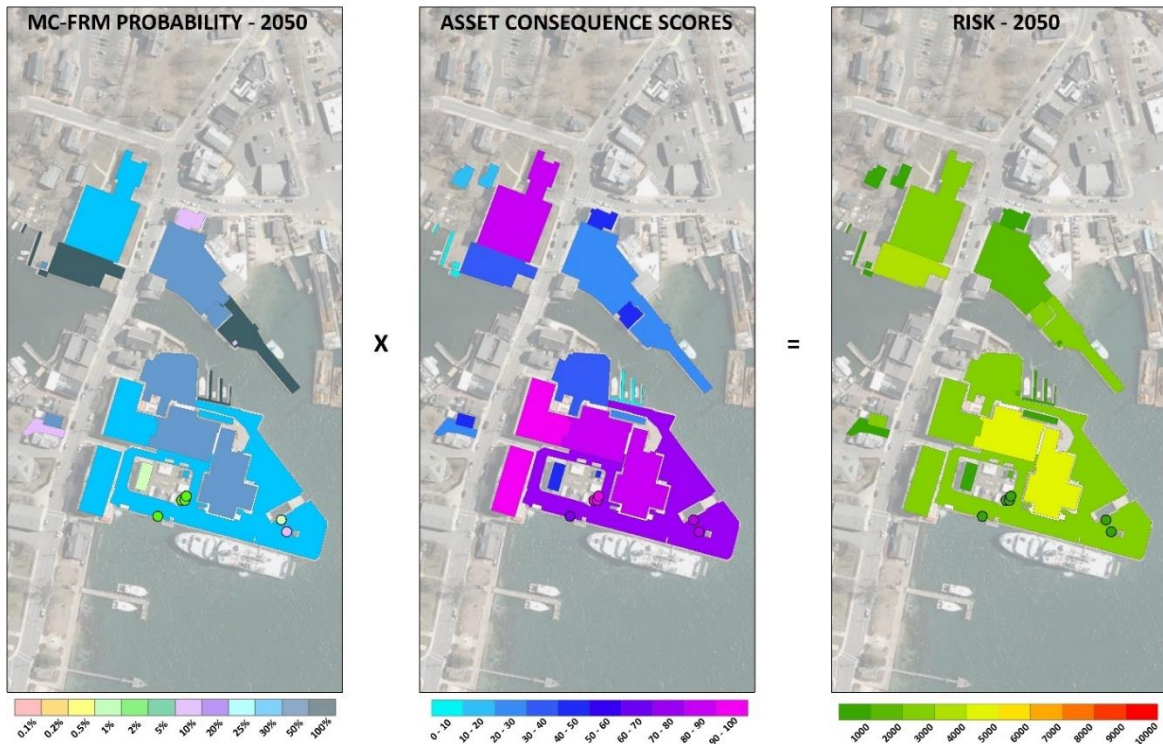 MC-FRM PROBABILITY - 2050
ASSET CONSEQUENCE SCORES
RISK - 2050
X
=
0.1%
0.2%
0.5%
1%
2%
5%
10%
20%
25%
30%
50%
100%
0 - 10
10 - 20
20 - 30
30 - 40
40 - 50
50 - 60
60 - 70
70 - 80
80 - 90
90 - 100
1000
2000
3000
4000
5000
6000
7000
8000
9000
10000